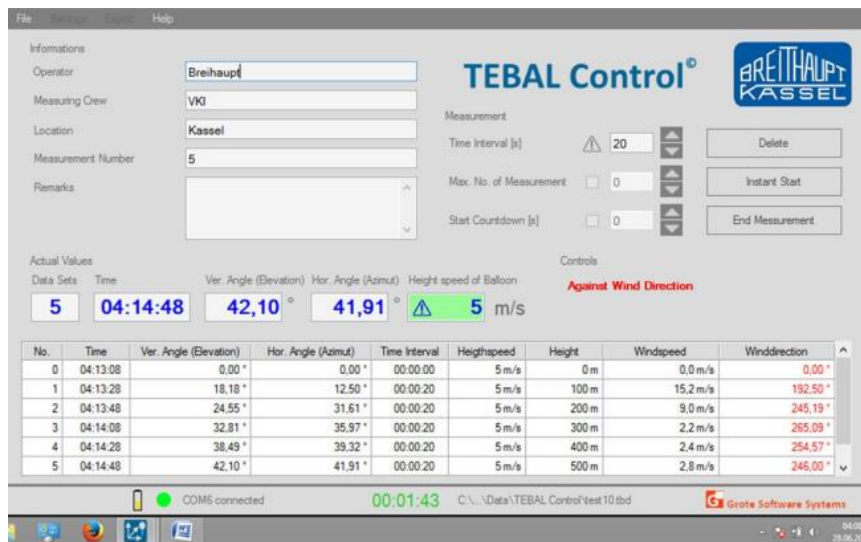 File Settings Export Help
Informations
Operator Breihaupt
Measuring Crew VKI
Location Kassel
Measurement Number 5
Remarks
TEBAL Control©
BREITHAUPT
KASSEL
Measurement
Time Interval [s] 20
Max. No. of Measurement 0
Start Countdown [s] 0
Delete
Instant Start
End Messurement
Actual Values
Data Sets Time Ver. Angle (Elevation) Hor. Angle (Azimut) Height speed of Balloon
5 04:14:48 42,10 ° 41,91 ° 5 m/s
Controls
Against Wind Direction
No. Time Ver. Angle (Elevation) Hor. Angle (Azimut) Time Interval Heigthspeed Height Windspeed Winddirection
0 04:13:08 0,00 ° 0,00 ° 00:00:00 5 m/s 0 m 0,0 m/s 0,00 °
1 04:13:28 18,18 ° 12,50 ° 00:00:20 5 m/s 100 m 15,2 m/s 192,50 °
2 04:13:48 24,55 ° 31,61 ° 00:00:20 5 m/s 200 m 9,0 m/s 245,19 °
3 04:14:08 32,81 ° 35,97 ° 00:00:20 5 m/s 300 m 2,2 m/s 265,09 °
4 04:14:28 38,49 ° 39,32 ° 00:00:20 5 m/s 400 m 2,4 m/s 254,57 °
5 04:14:48 42,10 ° 41,91 ° 00:00:20 5 m/s 500 m 2,8 m/s 246,00 °
COM6 connected 00:01:43 C:\...\Data\TEBAL Control\test10.tbd Grote Software Systems